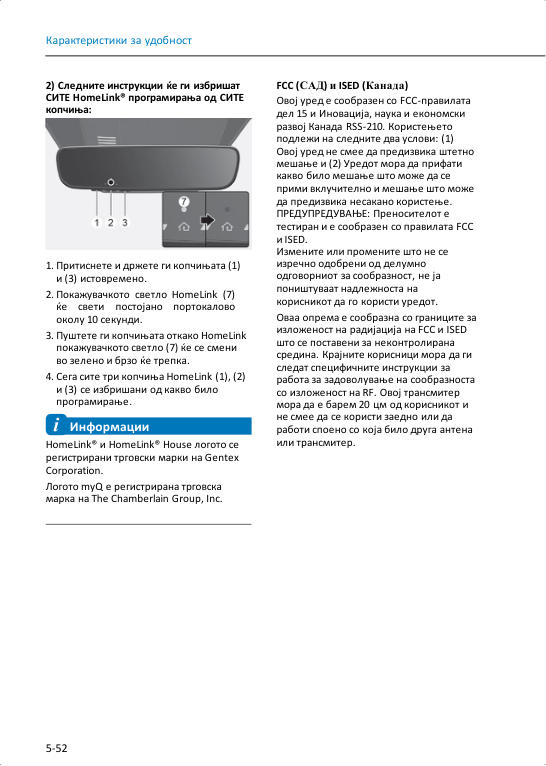 Карактеристики за удобност
2) Следните инструкции ќе ги избришат
СИТЕ HomeLink® програмирања од СИТЕ
копчиња:
1 2 3
7
1. Притиснете и држете ги копчињата (1)
и (3) истовремено.
2. Покажувачкото светло HomeLink (7)
ќе свети постојано портокалово
околу 10 секунди.
3. Пуштете ги копчињата откако HomeLink
покажувачкото светло (7) ќе се смени
во зелено и брзо ќе трепка.
4. Сега сите три копчиња HomeLink (1), (2)
и (3) се избришани од какво било
програмирање.
i Информации
HomeLink® и HomeLink® House логото се
регистрирани трговски марки на Gentex
Corporation.
Логото myQ е регистрирана трговска
марка на The Chamberlain Group, Inc.
FCC (САД) и ISED (Канада)
Овој уред е сообразен со FCC-правилата
дел 15 и Иновација, наука и економски
развој Канада RSS-210. Користењето
подлежи на следните два услови: (1)
Овој уред не смее да предизвика штетно
мешање и (2) Уредот мора да прифати
какво било мешање што може да се
прими вклучително и мешање што може
да предизвика несакано користење.
ПРЕДУПРЕДУВАЊЕ: Преносителот е
тестиран и е сообразен со правилата FCC
и ISED.
Измените или промените што не се
изречно одобрени од делумно
одговорниот за сообразност, не ја
поништуваат надлежноста на
корисникот да го користи уредот.
Оваа опрема е сообразна со границите за
изложеност на радијација на FCC и ISED
што се поставени за неконтролирана
средина. Крајните корисници мора да ги
следат специфичните инструкции за
работа за задоволување на сообразноста
со изложеност на RF. Овој трансмитер
мора да е барем 20 цм од корисникот и
не смее да се користи заедно или да
работи споено со која било друга антена
или трансмитер.
5-52